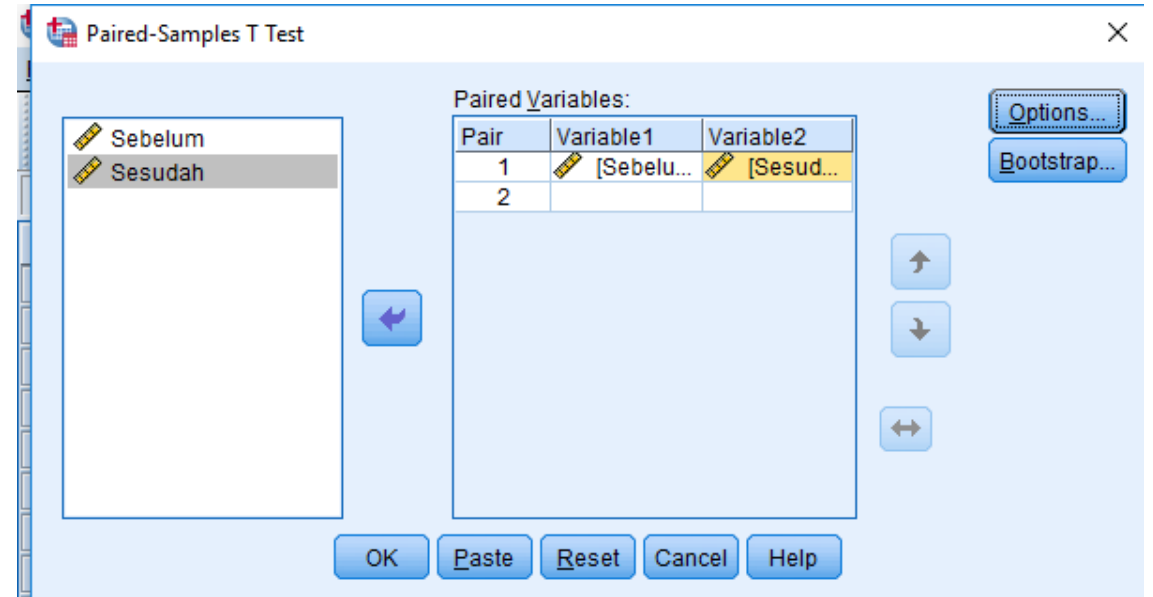 Paired-Samples T Test
Paired Variables:
Sebelum
Sesudah
Pair Variable1 Variable2
1 [Sebelu... [Sesud...
2
Options...
Bootstrap...
OK Paste Reset Cancel Help